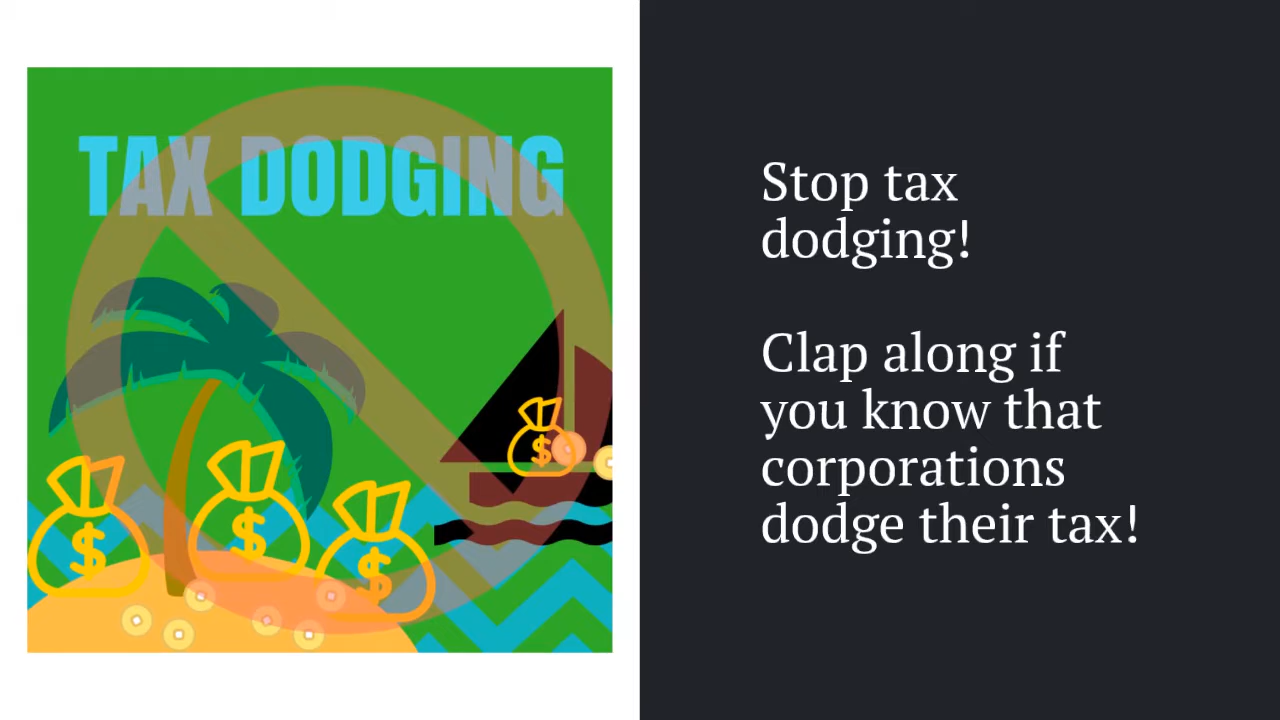 TAX DODGING
$
$
$
$
Stop tax
dodging!
Clap along if
you know that
corporations
dodge their tax!